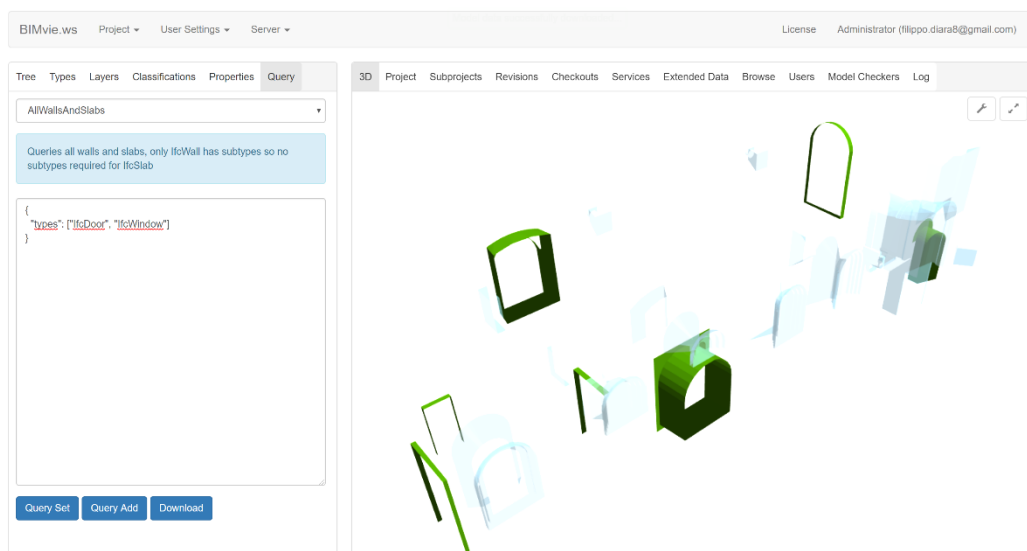 BIMvie.ws Project User Settings Server License Administrator (filippo.diara8@gmail.com)
Tree Types Layers Classifications Properties Query
3D Project Subprojects Revisions Checkouts Services Extended Data Browse Users Model Checkers Log
AllWallsAndSlabs
Queries all walls and slabs, only IfcWall has subtypes so no
subtypes required for IfcSlab
{
"types": ["IfcDoor", "IfcWindow"]
}
Query Set Query Add Download